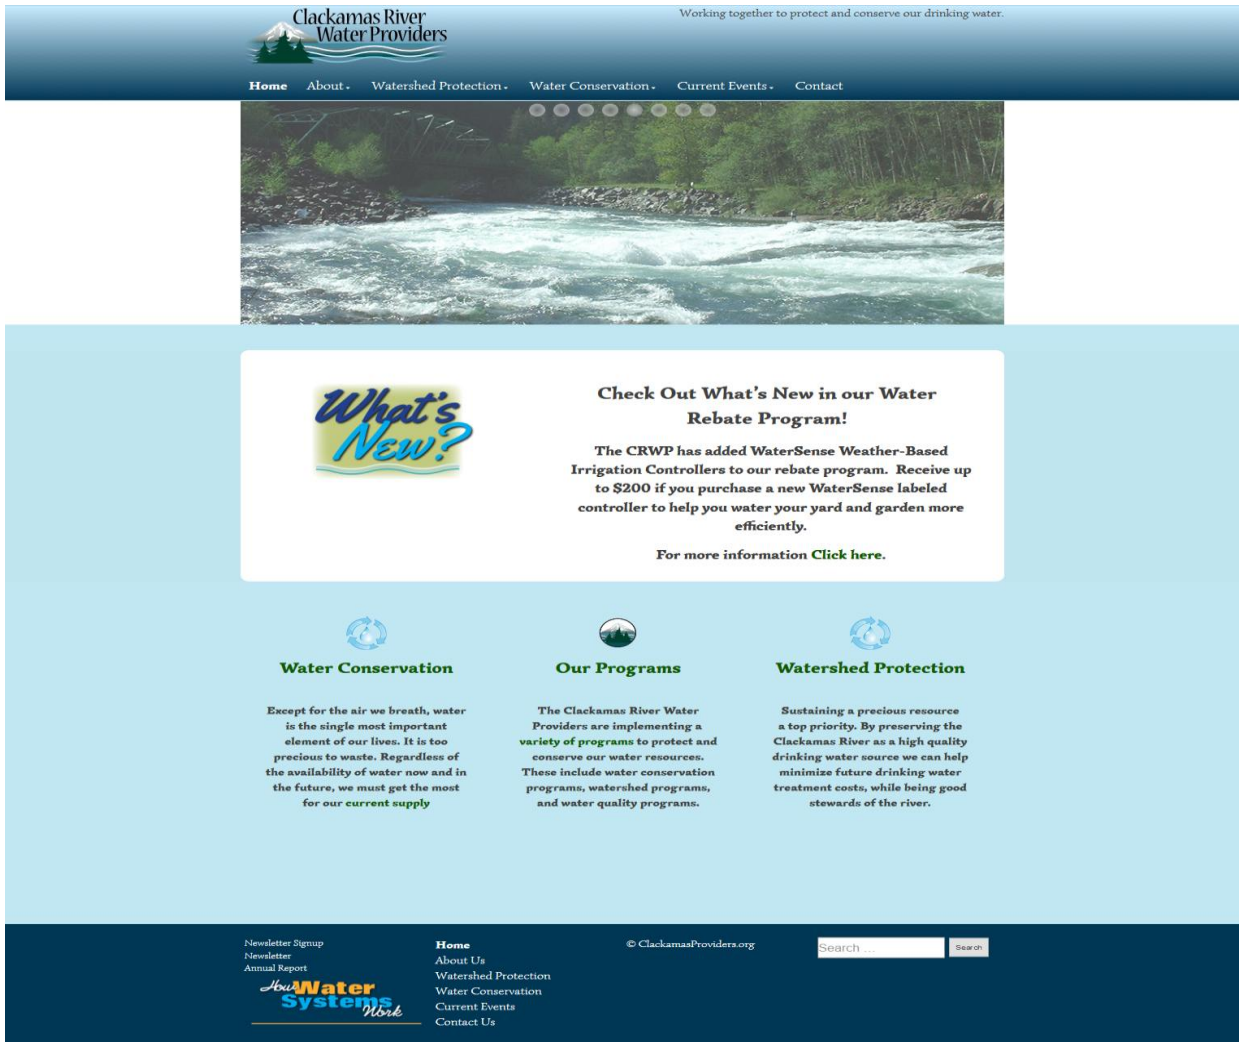 Clackamas River
Water Providers
Working together to protect and conserve our drinking water.
Home About Watershed Protection Water Conservation Current Events Contact
What's
New?
Check Out What's New in our Water
Rebate Program!
The CRWP has added WaterSense Weather-Based
Irrigation Controllers to our rebate program. Receive up
to $200 if you purchase a new WaterSense labeled
controller to help you water your yard and garden more
efficiently.
For more information Click here.
Water Conservation
Except for the air we breath, water
is the single most important
element of our lives. It is too
precious to waste. Regardless of
the availability of water now and in
the future, we must get the most
for our current supply
Our Programs
The Clackamas River Water
Providers are implementing a
variety of programs to protect and
conserve our water resources.
These include water conservation
programs, watershed programs,
and water quality programs.
Watershed Protection
Sustaining a precious resource
a top priority. By preserving the
Clackamas River as a high quality
drinking water source we can help
minimize future drinking water
treatment costs, while being good
stewards of the river.
Newsletter Signup
Newsletter
Annual Report
How Water
Systems
Work
Home
About Us
Watershed Protection
Water Conservation
Current Events
Contact Us
© ClackamasProviders.org
Search ...
Search